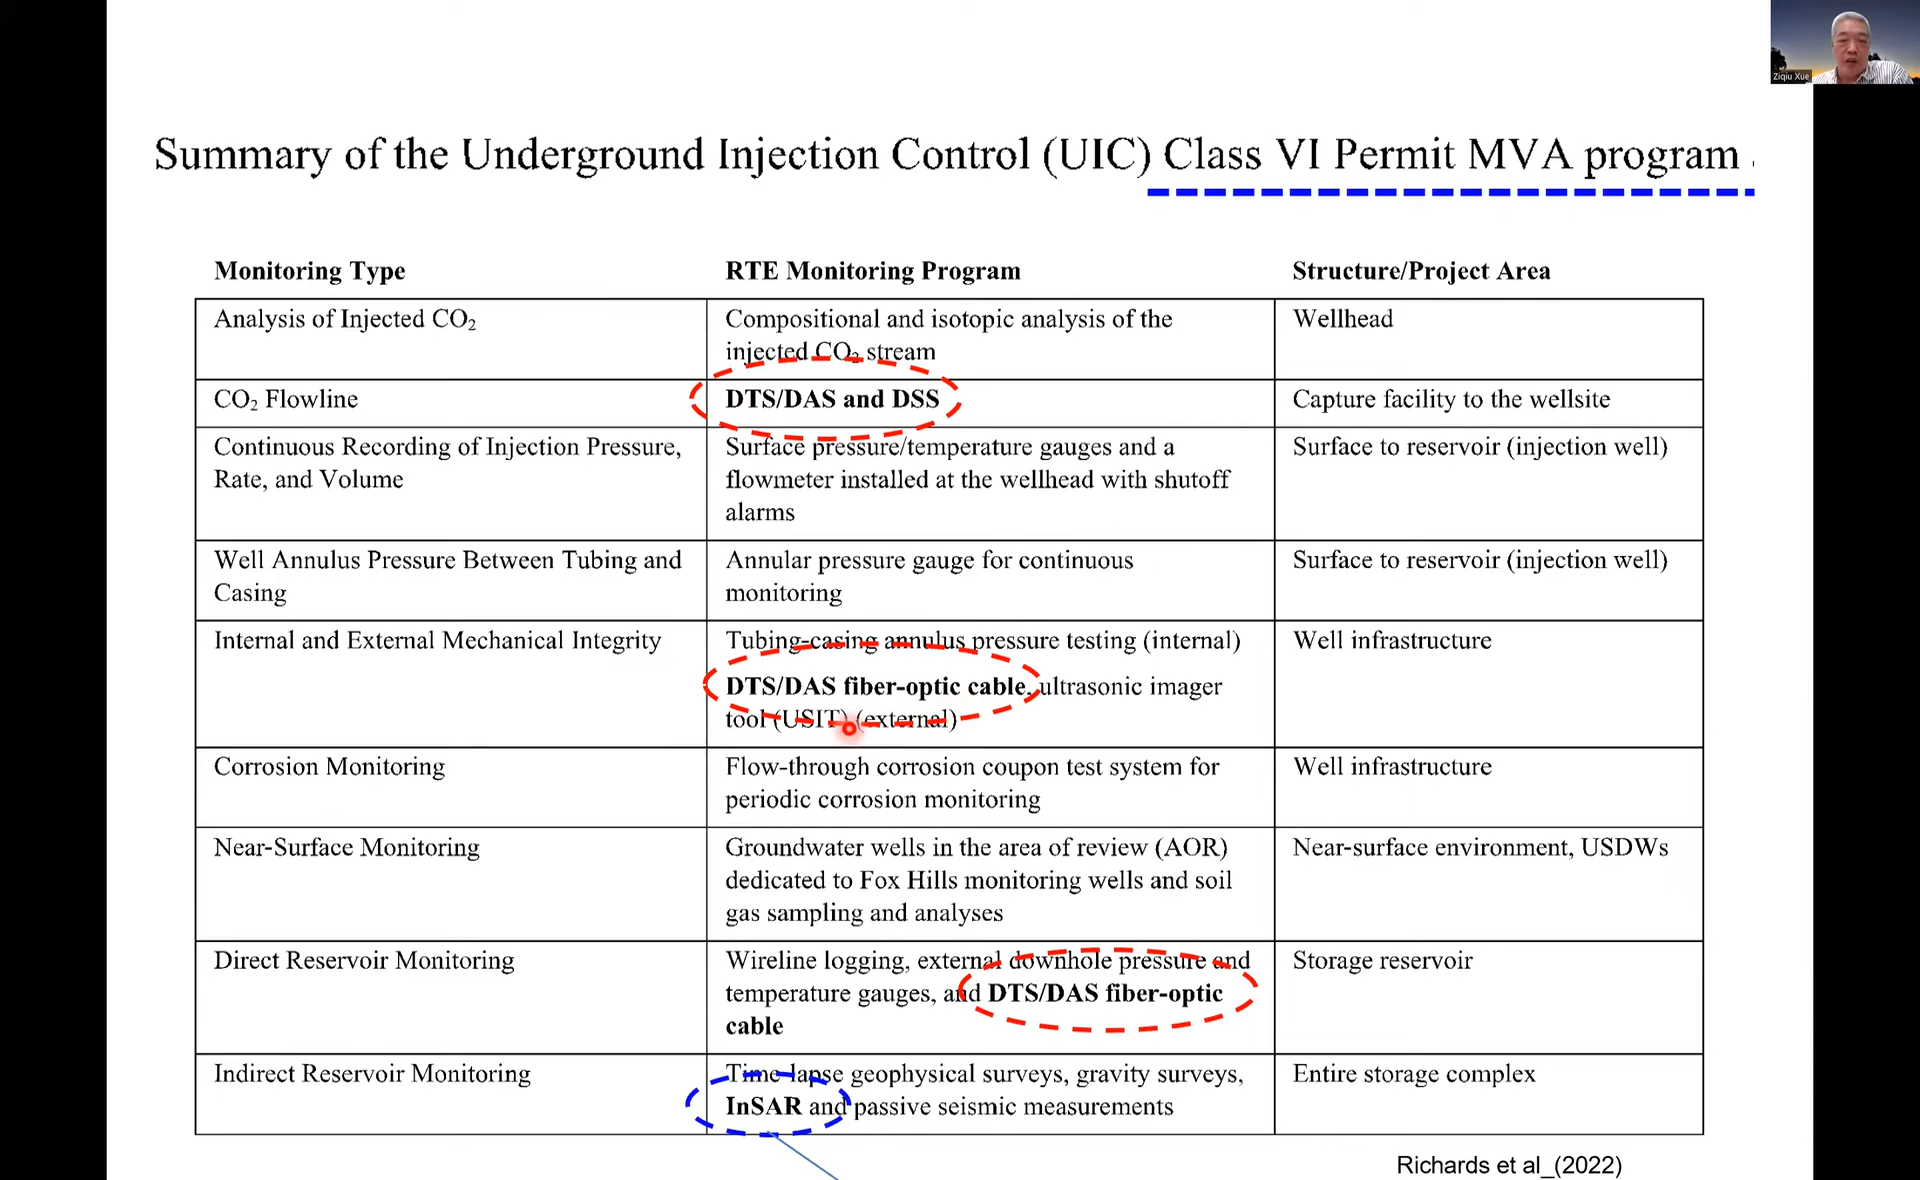 Ziqiu Xue
Summary of the Underground Injection Control (UIC) Class VI Permit MVA program
Monitoring Type
RTE Monitoring Program
Structure/Project Area
Analysis of Injected CO₂
Compositional and isotopic analysis of the
injected CO₂ stream
Wellhead
CO₂ Flowline
DTS/DAS and DSS
Capture facility to the wellsite
Continuous Recording of Injection Pressure,
Rate, and Volume
Surface pressure/temperature gauges and a
flowmeter installed at the wellhead with shutoff
alarms
Surface to reservoir (injection well)
Well Annulus Pressure Between Tubing and
Casing
Annular pressure gauge for continuous
monitoring
Surface to reservoir (injection well)
Internal and External Mechanical Integrity
Tubing-casing annulus pressure testing (internal)
DTS/DAS fiber-optic cable, ultrasonic imager
tool (USIT) (external)
Well infrastructure
Corrosion Monitoring
Flow-through corrosion coupon test system for
periodic corrosion monitoring
Well infrastructure
Near-Surface Monitoring
Groundwater wells in the area of review (AOR)
dedicated to Fox Hills monitoring wells and soil
gas sampling and analyses
Near-surface environment, USDWs
Direct Reservoir Monitoring
Wireline logging, external downhole pressure and
temperature gauges, and DTS/DAS fiber-optic
cable
Storage reservoir
Indirect Reservoir Monitoring
Time-lapse geophysical surveys, gravity surveys,
InSAR and passive seismic measurements
Entire storage complex
Richards et al_(2022)